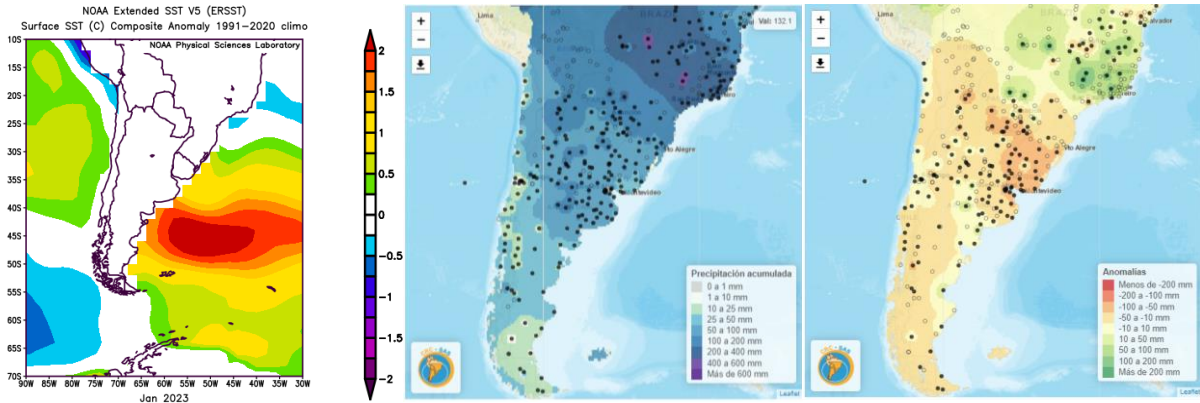 NOAA Extended SST V5 (ERSST)
Surface SST (C) Composite Anomaly 1991-2020 climo
NOAA Physical Sciences Laboratory
10S
15S
20S
25S
30S
35S
40S
45S
50S
55S
60S
65S
70S
90W 85W 80W 75W 70W 65W 60W 55W 50W 45W 40W 35W 30W
Jan 2023
2
1.5
1
0.5
0
-0.5
-1
-1.5
-2
+
−
Lima
BRAZIL
Val: 132.1
Alegre
Precipitación acumulada
0 a 1 mm
1 a 10 mm
10 a 25 mm
25 a 50 mm
50 a 100 mm
100 a 200 mm
200 a 400 mm
400 a 600 mm
Más de 600 mm
Leaflet
+
−
Lima
Salvador
Alegre
Montevideo
Anomalías
Menos de -200 mm
-200 a -100 mm
-100 a -50 mm
-50 a -10 mm
-10 a 10 mm
10 a 50 mm
50 a 100 mm
100 a 200 mm
Más de 200 mm
Leaflet